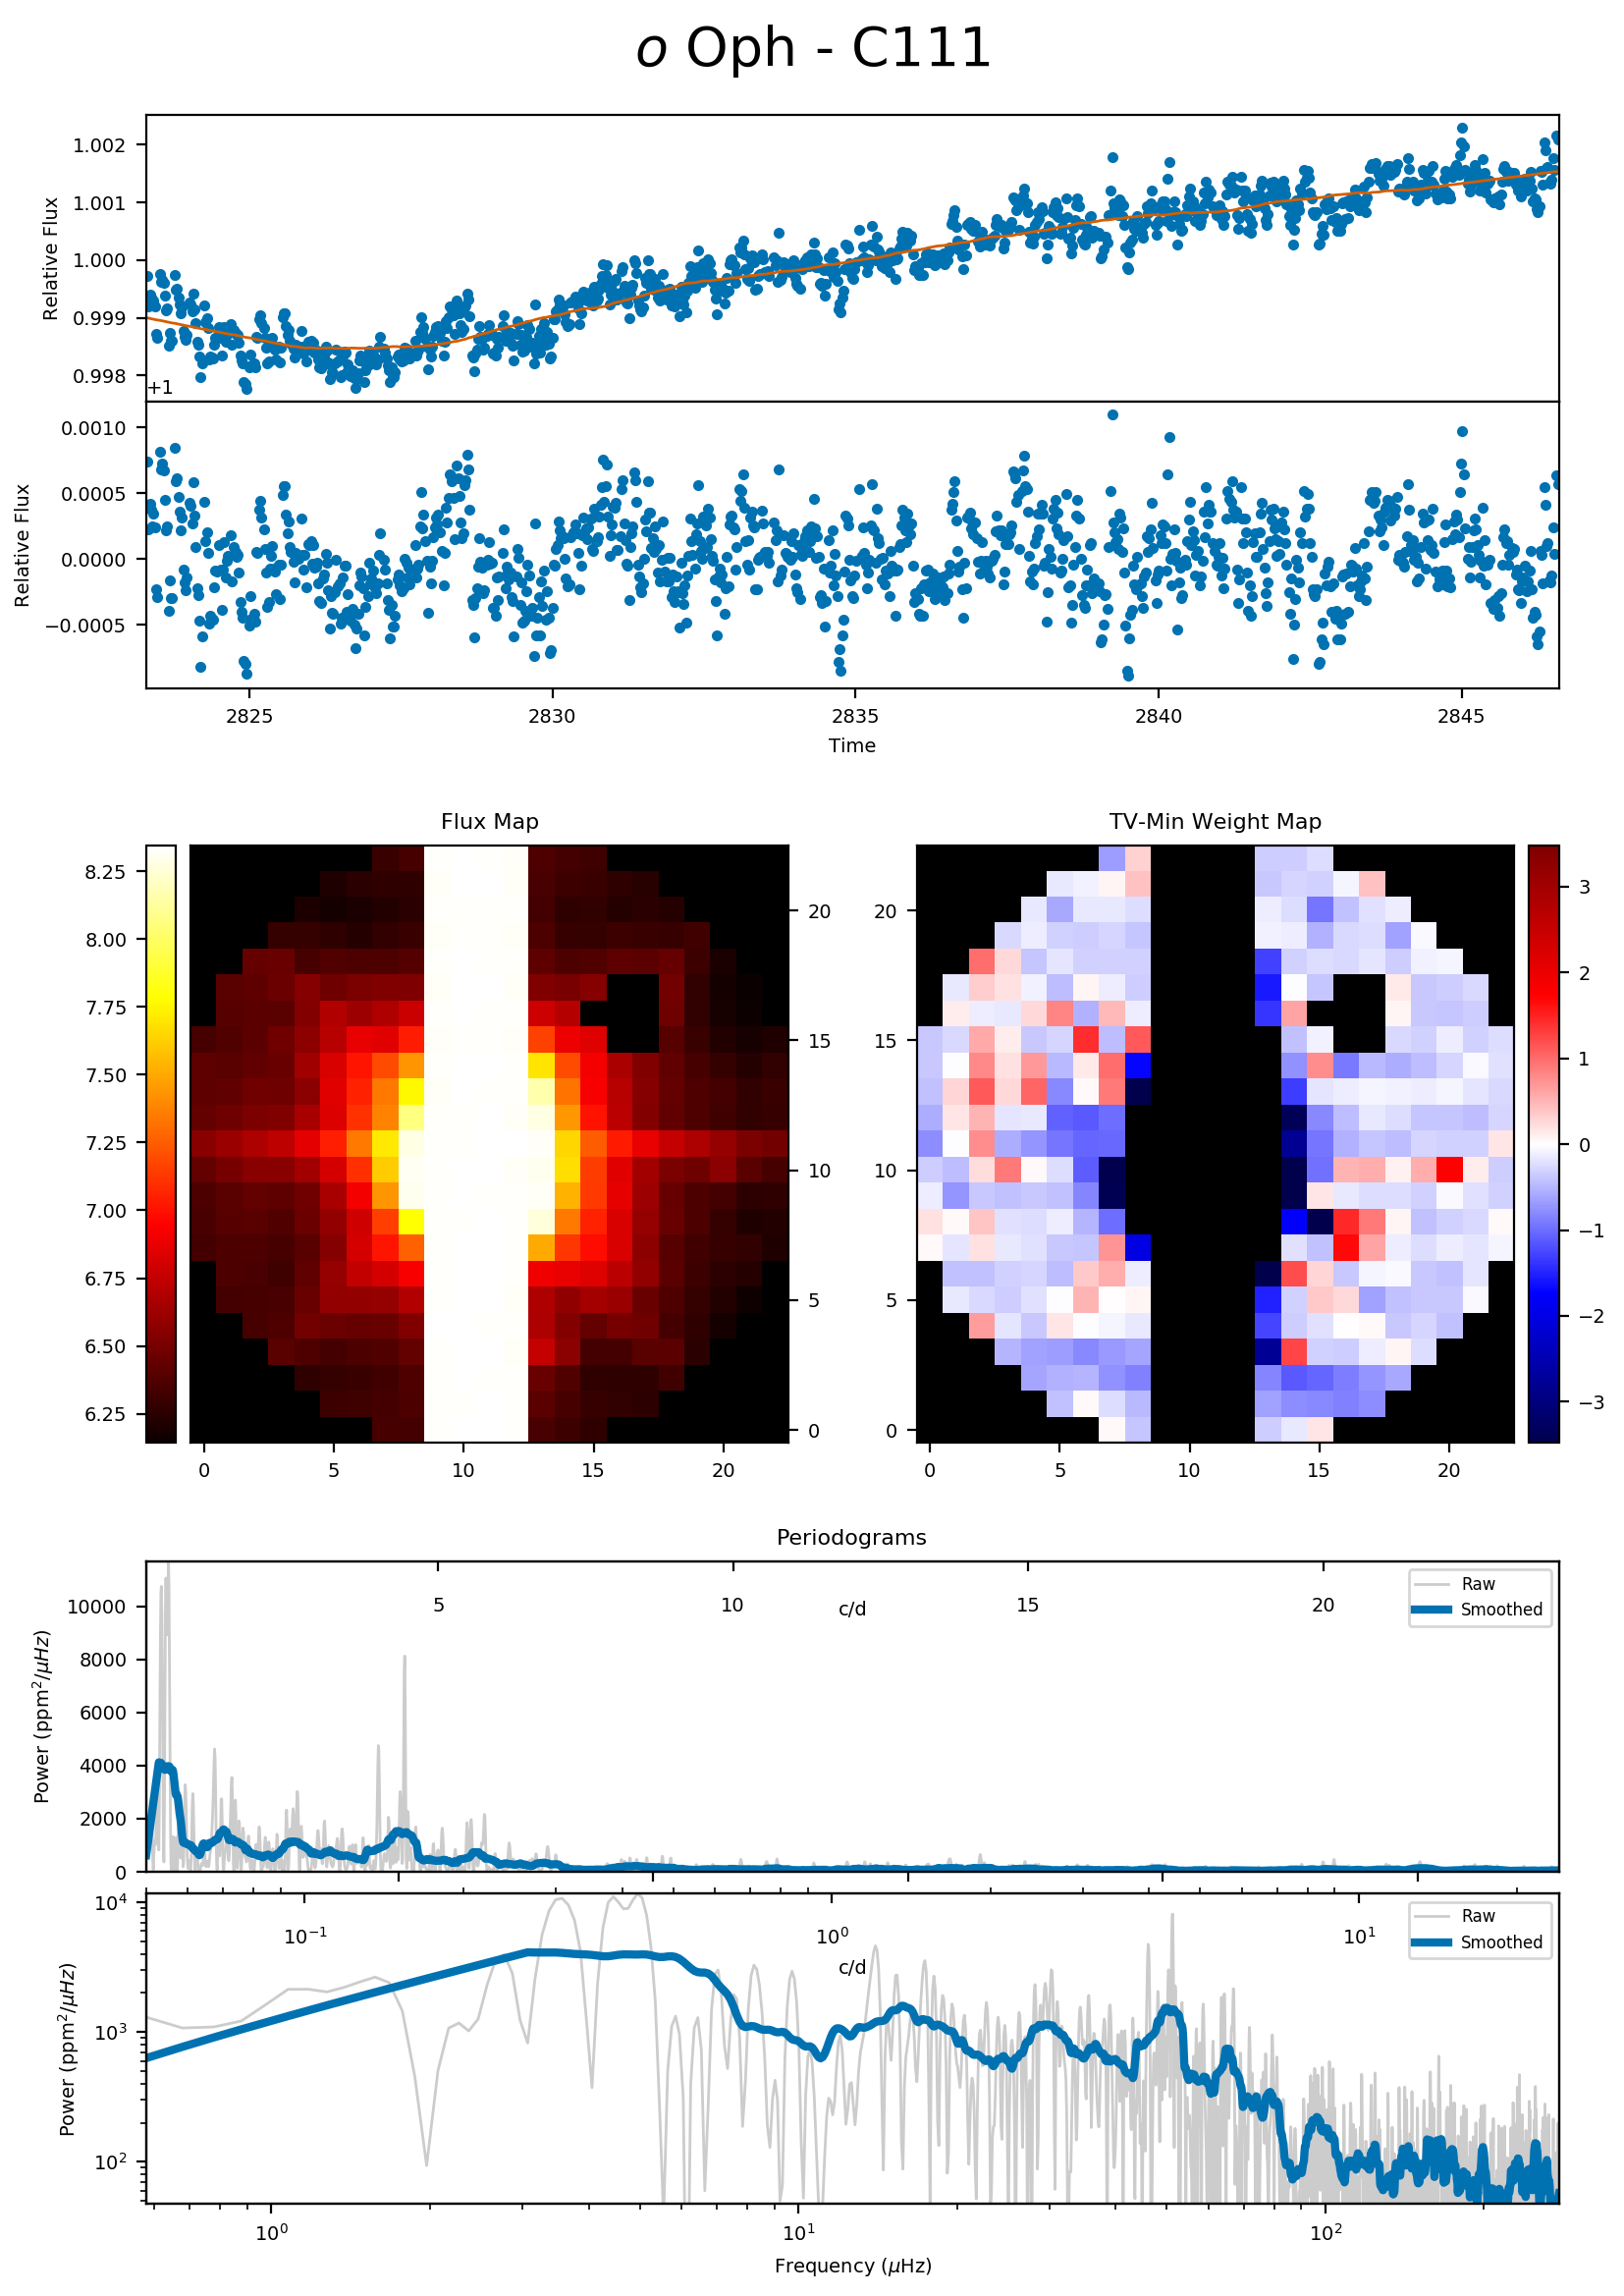 o Oph - C111
1.002
1.001
1.000
0.999
0.998
Relative Flux
+1
0.0010
0.0005
0.0000
−0.0005
Relative Flux
2825 2830 2835 2840 2845
Time
Flux Map
8.25
8.00
7.75
7.50
7.25
7.00
6.75
6.50
6.25
20
15
10
5
0
0 5 10 15 20
TV-Min Weight Map
20
15
10
5
0
0 5 10 15 20
3
2
1
0
−1
−2
−3
Periodograms
10000
8000
6000
4000
2000
0
Power (ppm²/μHz)
5 10 15 20
c/d
Raw
Smoothed
10⁴
10³
10²
Power (ppm²/μHz)
10⁻¹ 10⁰ 10¹
c/d
Raw
Smoothed
10⁰ 10¹ 10²
Frequency (μHz)